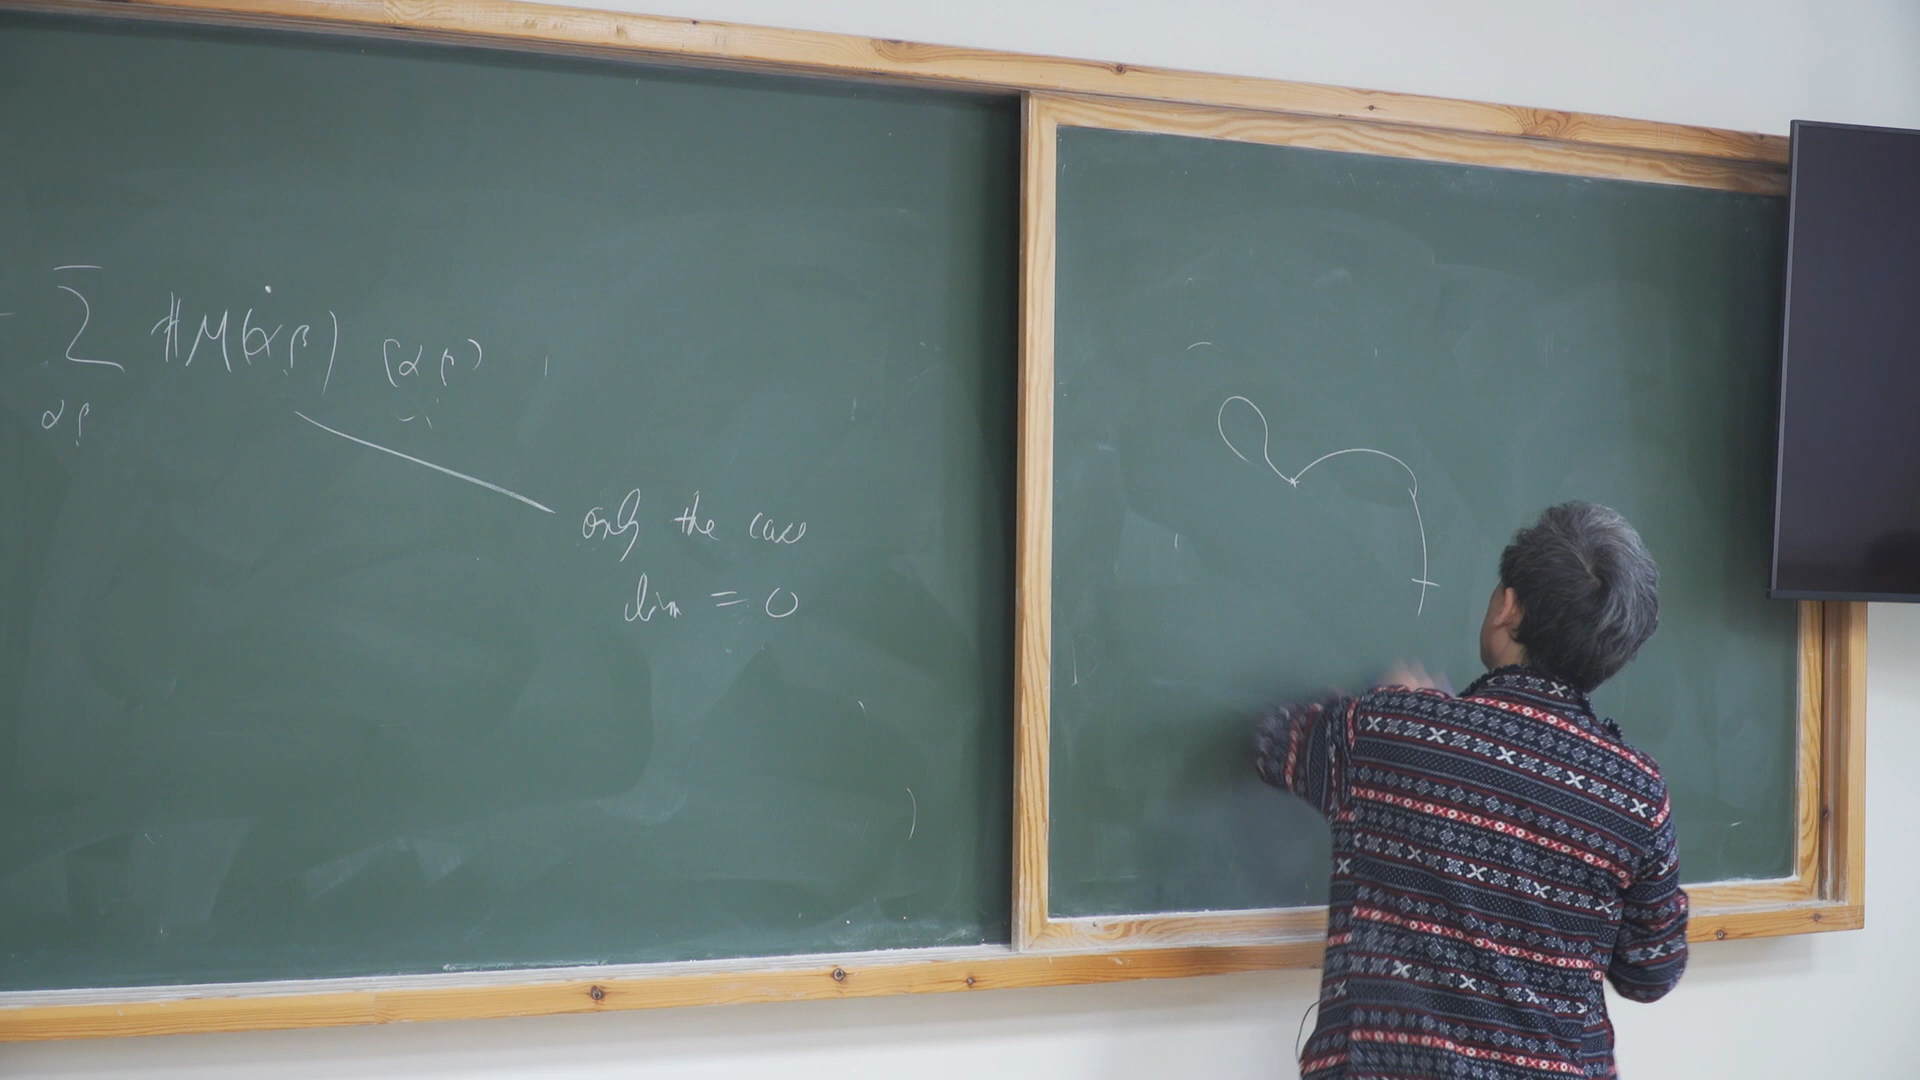 ∑ #M(α,β) (α,β)
α,β
only the case
dim = 0